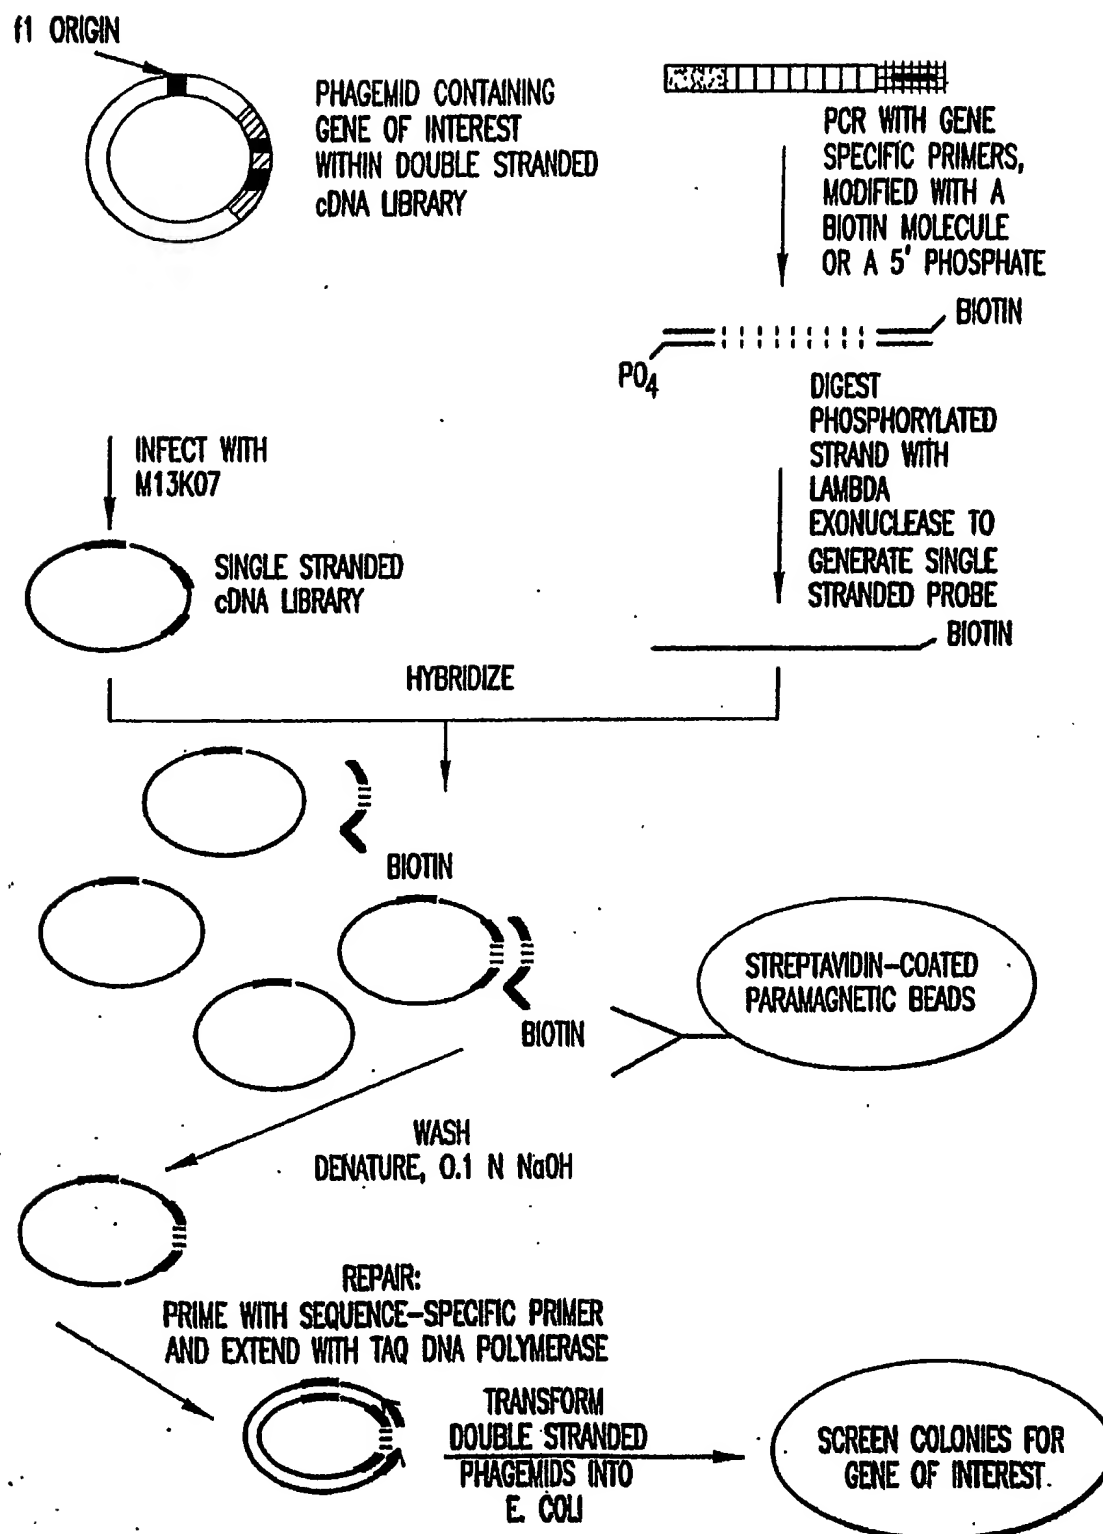 f1 ORIGIN
PHAGEMID CONTAINING
GENE OF INTEREST
WITHIN DOUBLE STRANDED
cDNA LIBRARY
PCR WITH GENE
SPECIFIC PRIMERS,
MODIFIED WITH A
BIOTIN MOLECULE
OR A 5' PHOSPHATE
BIOTIN
PO4
DIGEST
PHOSPHORYLATED
STRAND WITH
LAMBDA
EXONUCLEASE TO
GENERATE SINGLE
STRANDED PROBE
BIOTIN
INFECT WITH
M13K07
SINGLE STRANDED
cDNA LIBRARY
HYBRIDIZE
BIOTIN
BIOTIN
STREPTAVIDIN-COATED
PARAMAGNETIC BEADS
WASH
DENATURE, 0.1 N NaOH
REPAIR:
PRIME WITH SEQUENCE-SPECIFIC PRIMER
AND EXTEND WITH TAQ DNA POLYMERASE
TRANSFORM
DOUBLE STRANDED
PHAGEMIDS INTO
E. COLI
SCREEN COLONIES FOR
GENE OF INTEREST.